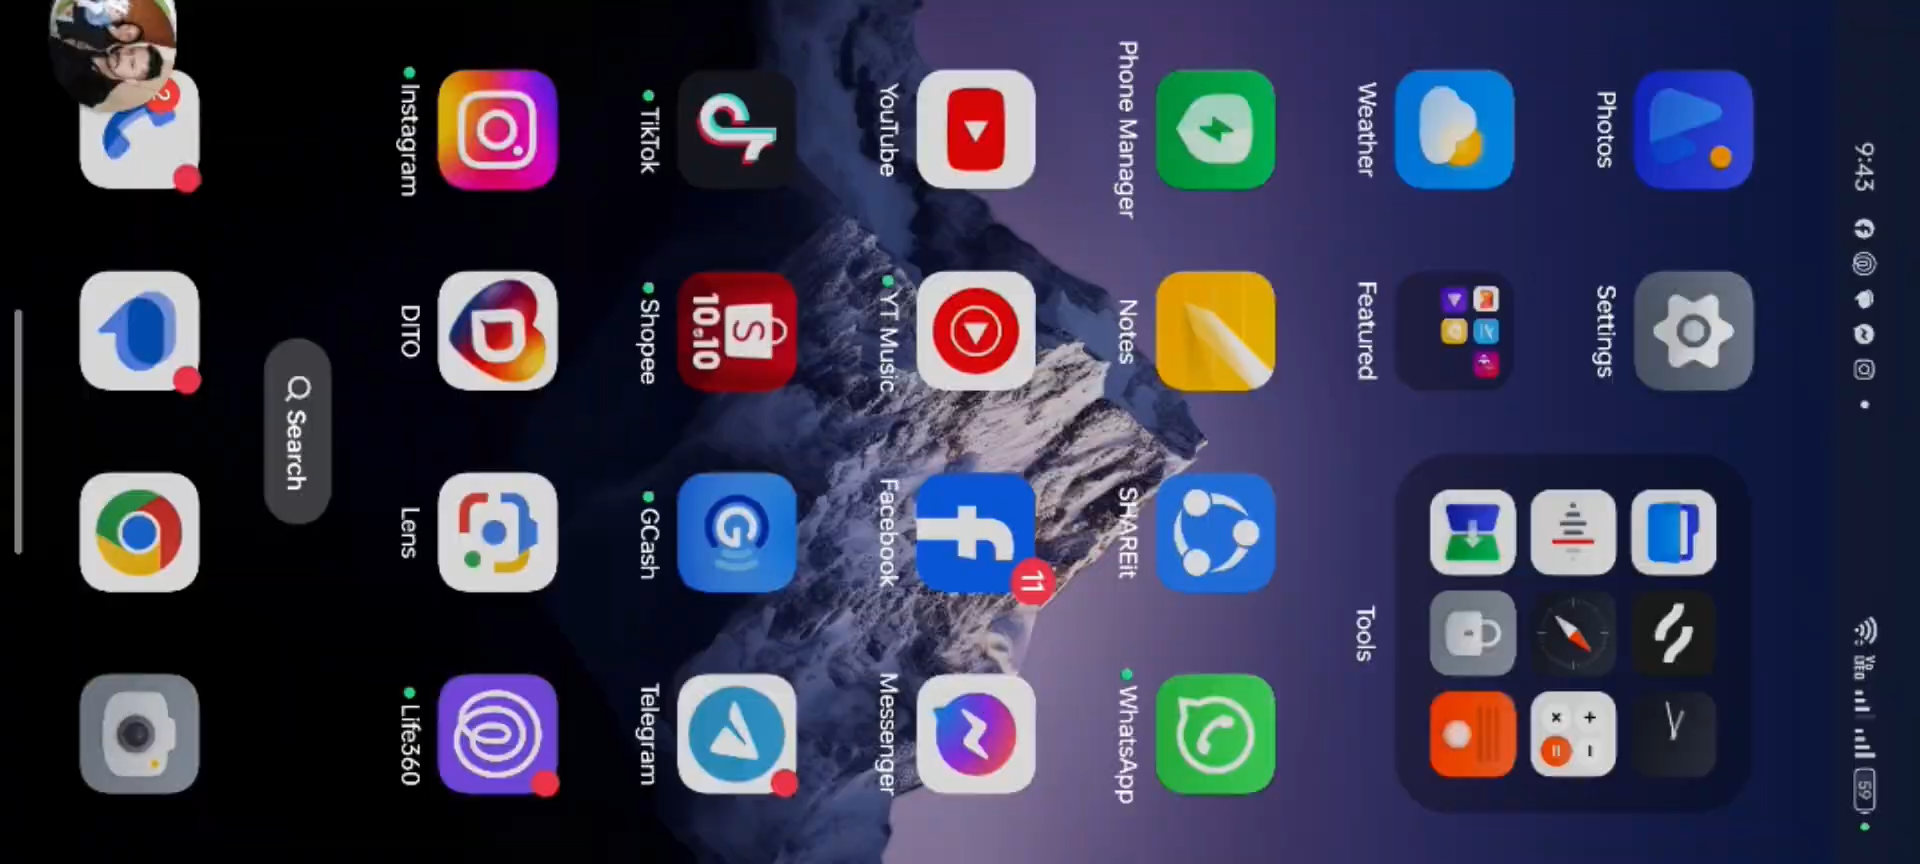 9:43
59
Photos
Settings
Weather
Featured
Tools
Phone Manager
Notes
SHAREit
WhatsApp
YouTube
YT Music
Facebook
11
Messenger
TikTok
10.10
Shopee
GCash
Telegram
Instagram
DITO
Lens
Life360
Search
2